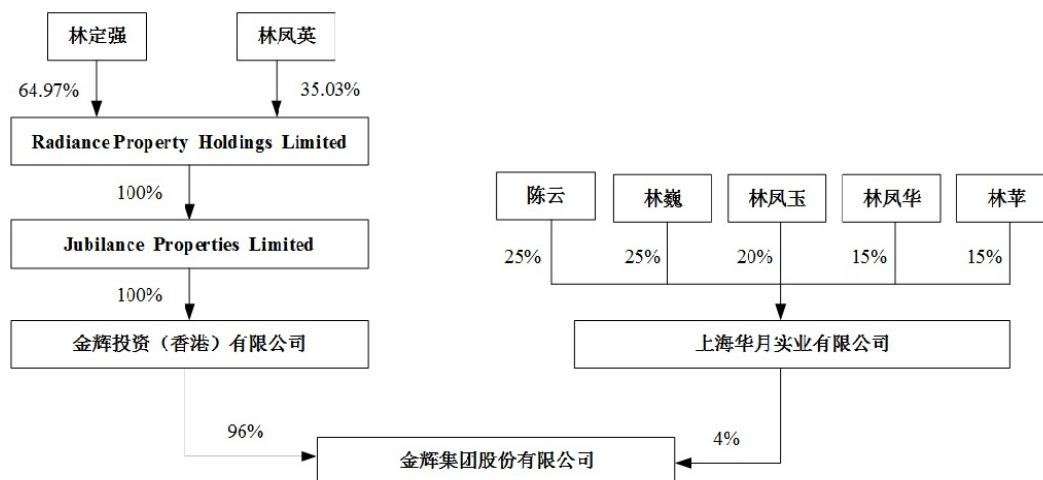 林定强
林凤英
64.97%
35.03%
Radiance Property Holdings Limited
100%
Jubilance Properties Limited
100%
金辉投资（香港）有限公司
96%
陈云
林巍
林凤玉
林凤华
林苹
25%
25%
20%
15%
15%
上海华月实业有限公司
4%
金辉集团股份有限公司